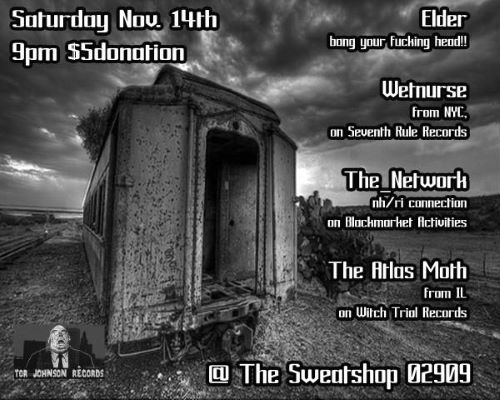 Saturday Nov. 14th
9pm $5donation
Elder
bang your fucking head!!
Wetnurse
from NYC,
on Seventh Rule Records
The_Network
nh/ri connection
on Blackmarket Activities
The Atlas Moth
from IL
on Witch Trial Records
TOR JOHNSON RECORDS
@ The Sweatshop 02909